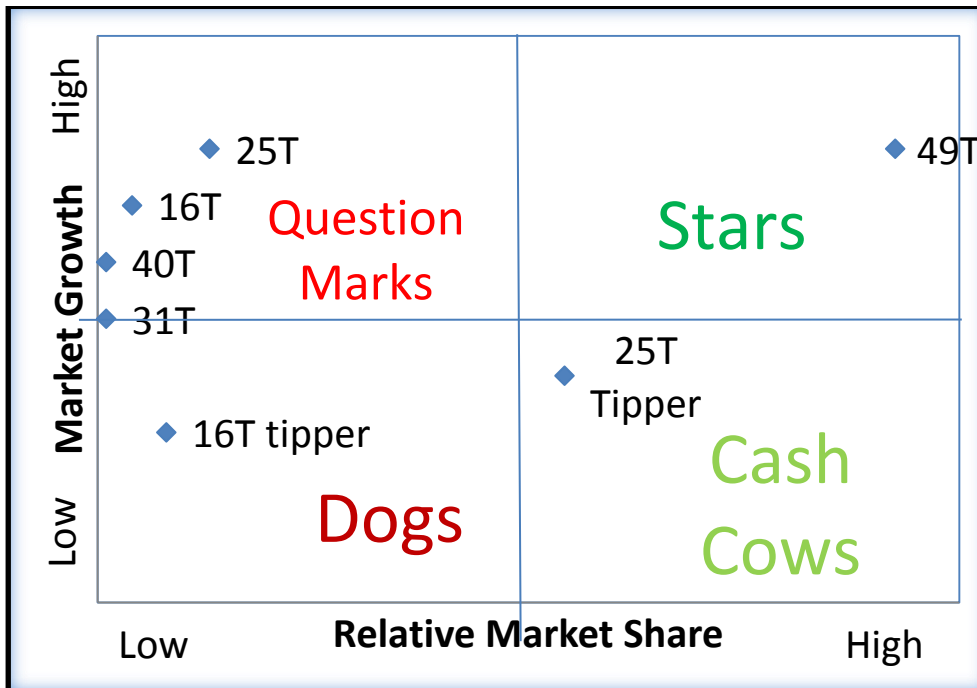 High
Market Growth
Low
25T
49T
16T
Question
Marks
Stars
40T
31T
25T
Tipper
16T tipper
Cash
Cows
Dogs
Low
Relative Market Share
High